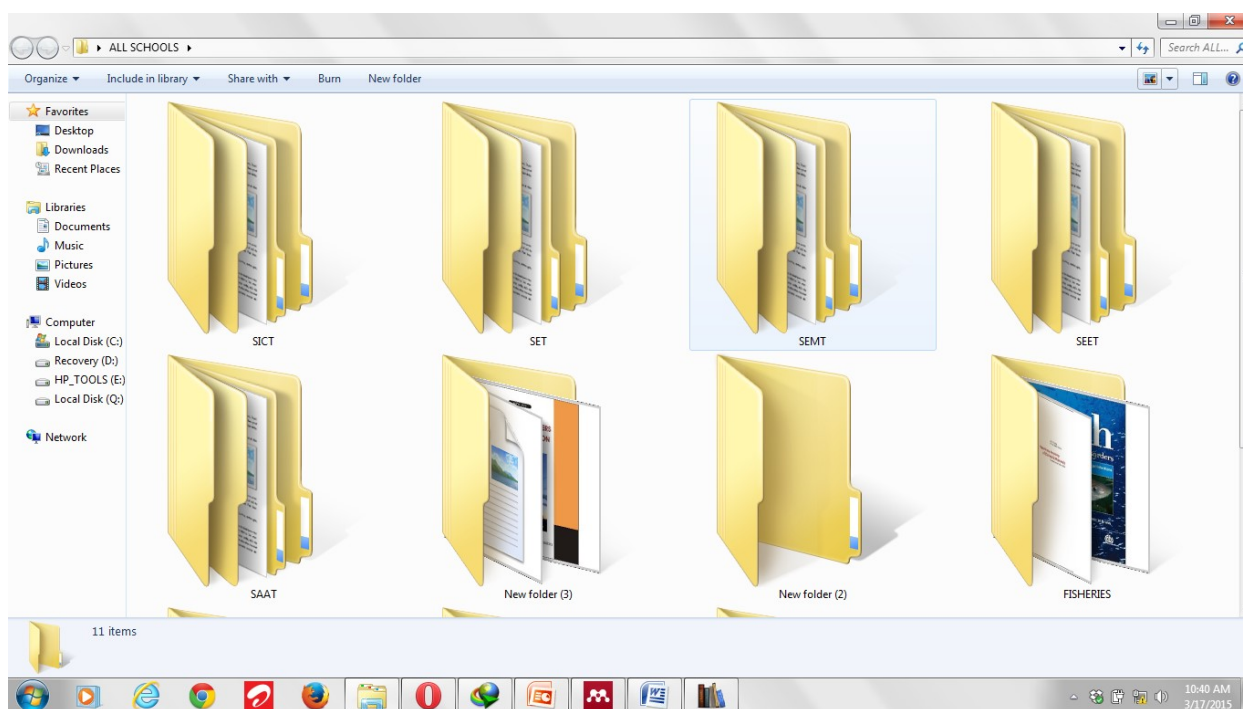 ALL SCHOOLS
Search ALL...
Organize
Include in library
Share with
Burn
New folder
Favorites
Desktop
Downloads
Recent Places
Libraries
Documents
Music
Pictures
Videos
Computer
Local Disk (C:)
Recovery (D:)
HP_TOOLS (E:)
Local Disk (Q:)
Network
SICT
SET
SEMT
SEET
SAAT
New folder (3)
New folder (2)
FISHERIES
11 items
10:40 AM
3/17/2015